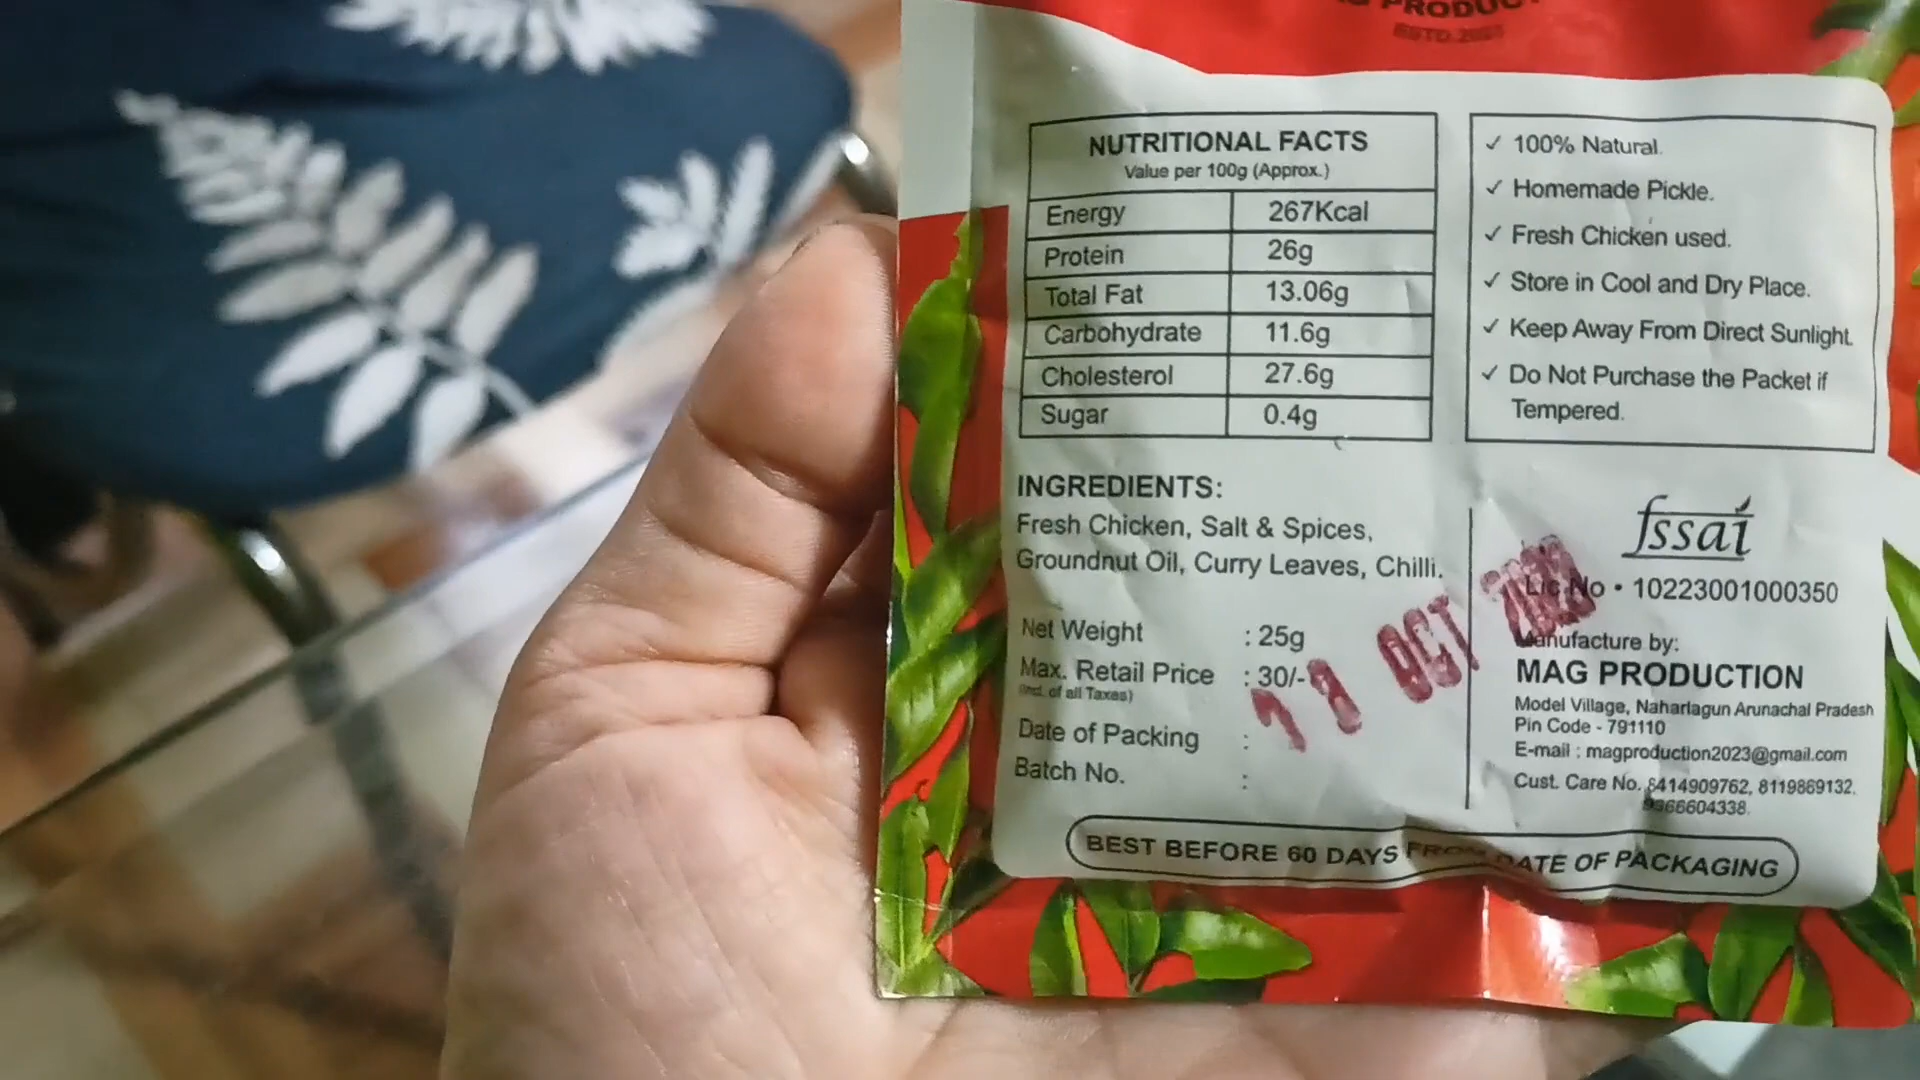 PRODUC
ESTD.2023
NUTRITIONAL FACTS
Value per 100g (Approx.)
Energy 267Kcal
Protein 26g
Total Fat 13.06g
Carbohydrate 11.6g
Cholesterol 27.6g
Sugar 0.4g
✓ 100% Natural.
✓ Homemade Pickle.
✓ Fresh Chicken used.
✓ Store in Cool and Dry Place.
✓ Keep Away From Direct Sunlight.
✓ Do Not Purchase the Packet if
Tempered.
INGREDIENTS:
Fresh Chicken, Salt & Spices,
Groundnut Oil, Curry Leaves, Chilli.
Net Weight : 25g
Max. Retail Price : 30/-
(incl. of all Taxes)
Date of Packing :
OCT
Batch No. :
fssai
Lic No • 10223001000350
Manufacture by:
MAG PRODUCTION
Model Village, Naharlagun Arunachal Pradesh
Pin Code - 791110
E-mail : magproduction2023@gmail.com
Cust. Care No. 8414909762, 8119869132,
9366604338.
BEST BEFORE 60 DAYS FROM DATE OF PACKAGING